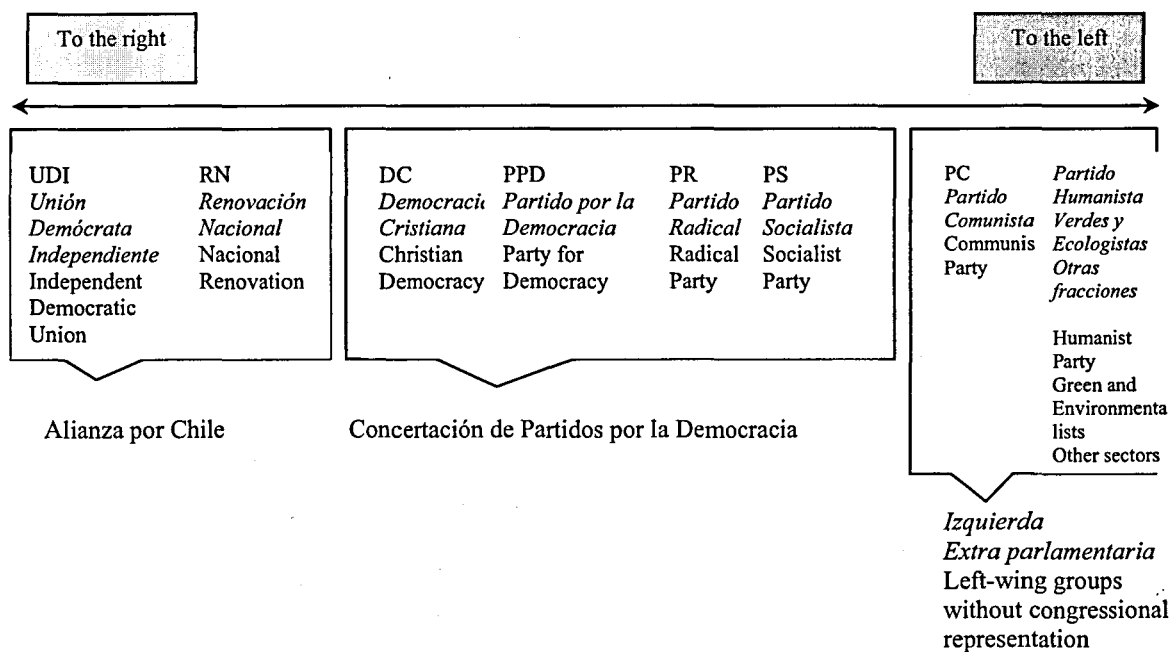 To the right
To the left
UDI
Unión
Demócrata
Independiente
Independent
Democratic
Union
RN
Renovación
Nacional
Nacional
Renovation
DC
Democraci
Cristiana
Christian
Democracy
PPD
Partido por la
Democracia
Party for
Democracy
PR
Partido
Radical
Radical
Party
PS
Partido
Socialista
Socialist
Party
PC
Partido
Comunista
Communis
Party
Partido
Humanista
Verdes y
Ecologistas
Otras
fracciones
Humanist
Party
Green and
Environmenta
lists
Other sectors
Alianza por Chile
Concertación de Partidos por la Democracia
Izquierda
Extra parlamentaria
Left-wing groups
without congressional
representation